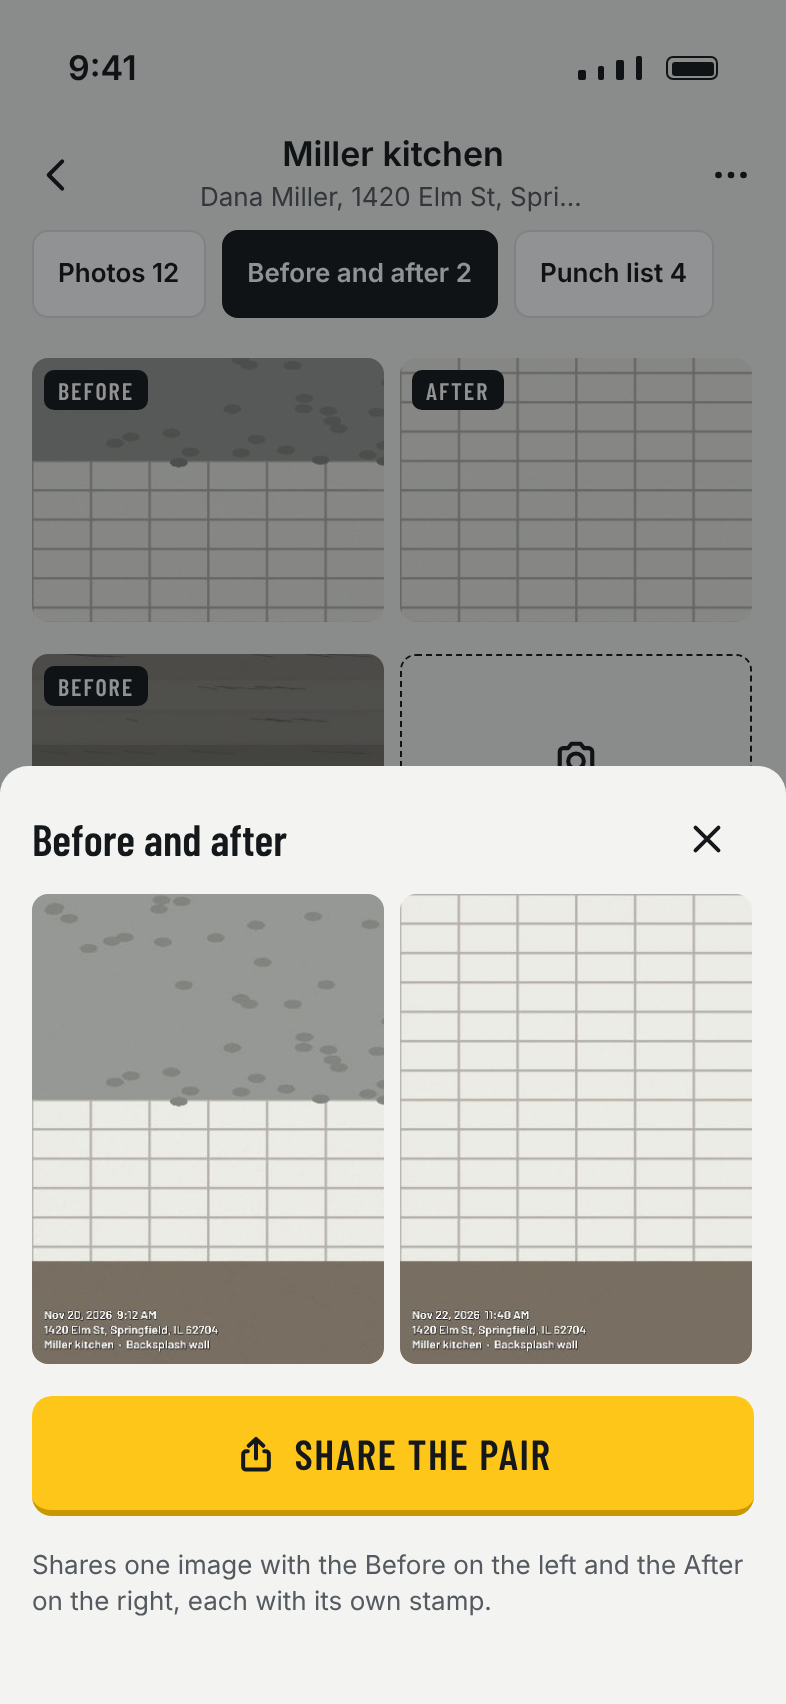 9:41
Miller kitchen
Dana Miller, 1420 Elm St, Spri...
Photos 12
Before and after 2
Punch list 4
BEFORE
AFTER
BEFORE
Before and after
Nov 20, 2026 9:12 AM
1420 Elm St, Springfield, IL 62704
Miller kitchen · Backsplash wall
Nov 22, 2026 11:40 AM
1420 Elm St, Springfield, IL 62704
Miller kitchen · Backsplash wall
SHARE THE PAIR
Shares one image with the Before on the left and the After
on the right, each with its own stamp.